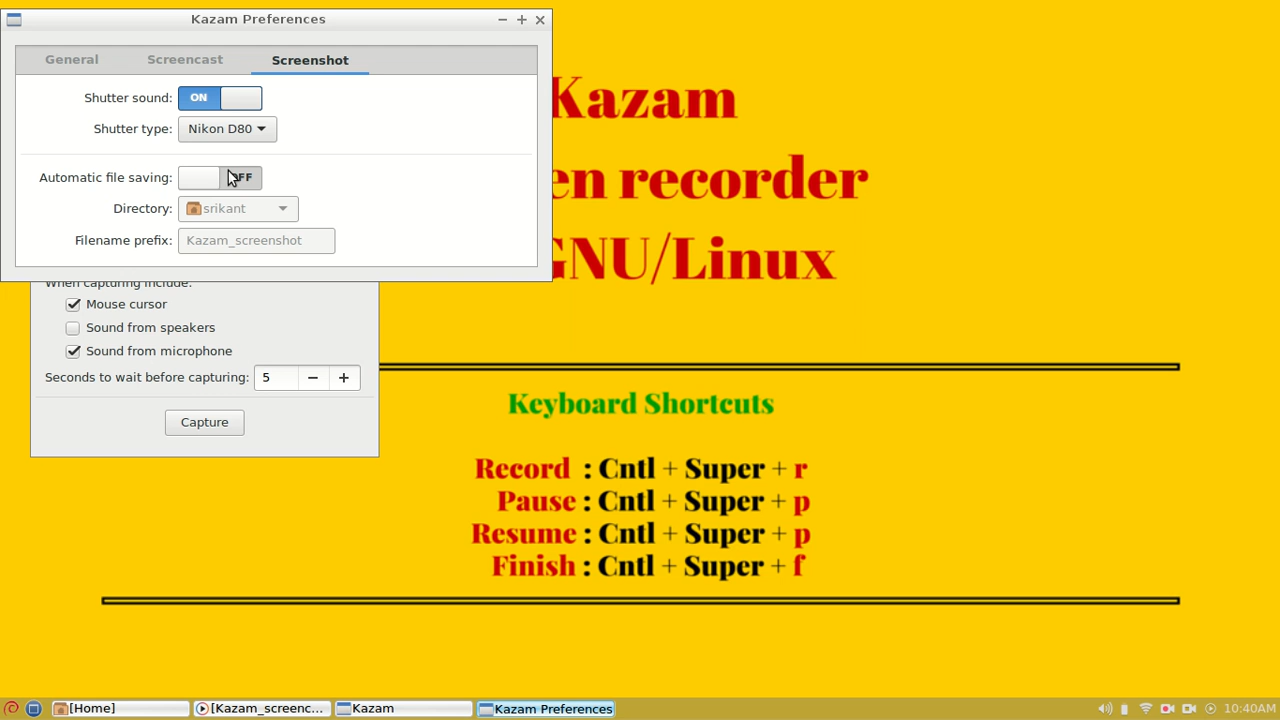 Kazam Preferences
General Screencast Screenshot
Shutter sound: ON
Shutter type: Nikon D80
Automatic file saving:
Directory: srikant
Filename prefix: Kazam_screenshot
Kazam
en recorder
GNU/Linux
When capturing include:
Mouse cursor
Sound from speakers
Sound from microphone
Seconds to wait before capturing: 5
Capture
Keyboard Shortcuts
Record : Cntl + Super + r
Pause : Cntl + Super + p
Resume : Cntl + Super + p
Finish : Cntl + Super + f
[Home] [Kazam_screenc... Kazam Kazam Preferences 10:40AM